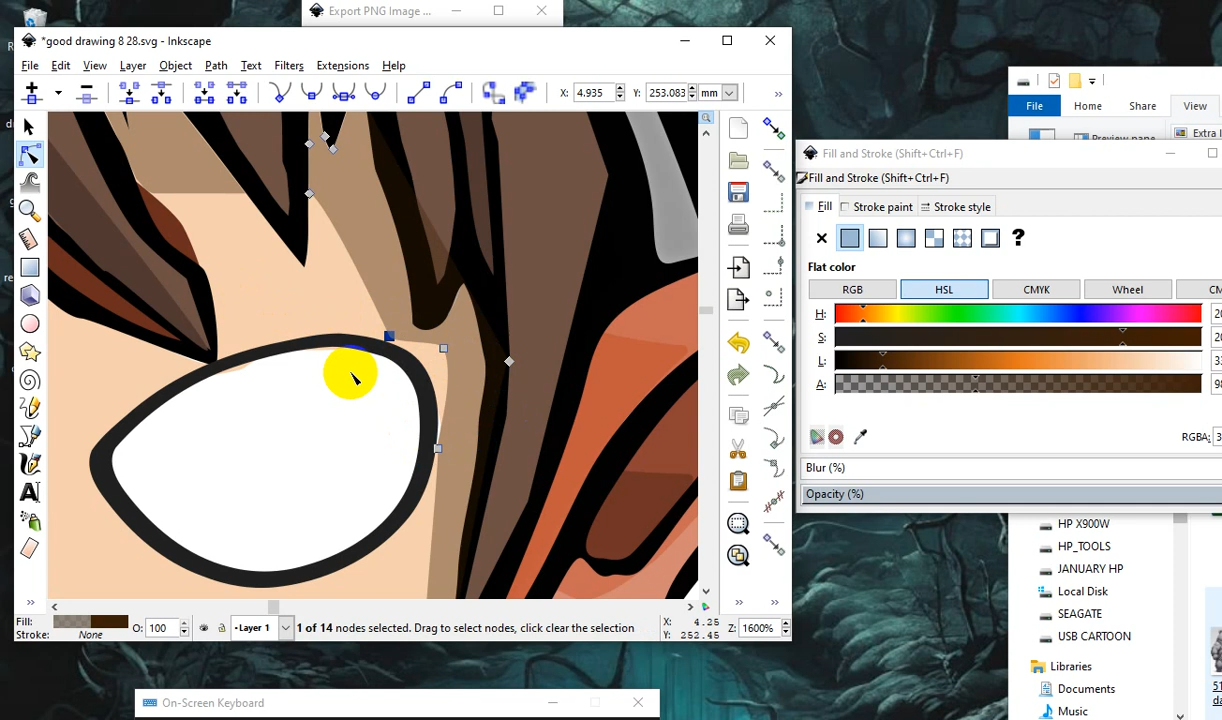 Export PNG Image ...
*good drawing 8 28.svg - Inkscape
File Edit View Layer Object Path Text Filters Extensions Help
X: 4.935 Y: 253.083 mm
File Home Share View
Preview pane
Fill and Stroke (Shift+Ctrl+F)
Fill and Stroke (Shift+Ctrl+F)
Fill Stroke paint Stroke style
?
Flat color
RGB HSL CMYK Wheel
H:
S:
L:
A:
RGBA:
Blur (%)
Opacity (%)
HP X900W
HP_TOOLS
JANUARY HP
Local Disk
SEAGATE
USB CARTOON
Libraries
Documents
Music
Fill:
Stroke: None
O: 100
Layer 1
1 of 14 nodes selected. Drag to select nodes, click clear the selection
X: 4.25
Y: 252.45
Z: 1600%
On-Screen Keyboard